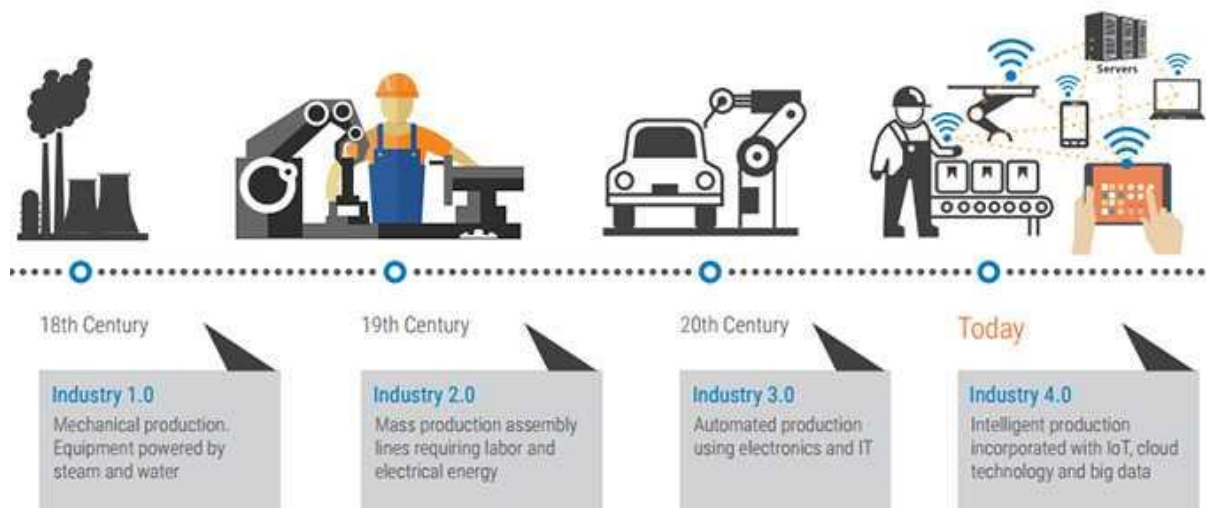 Servers
18th Century
Industry 1.0
Mechanical production.
Equipment powered by
steam and water
19th Century
Industry 2.0
Mass production assembly
lines requiring labor and
electrical energy
20th Century
Industry 3.0
Automated production
using electronics and IT
Today
Industry 4.0
Intelligent production
incorporated with IoT, cloud
technology and big data